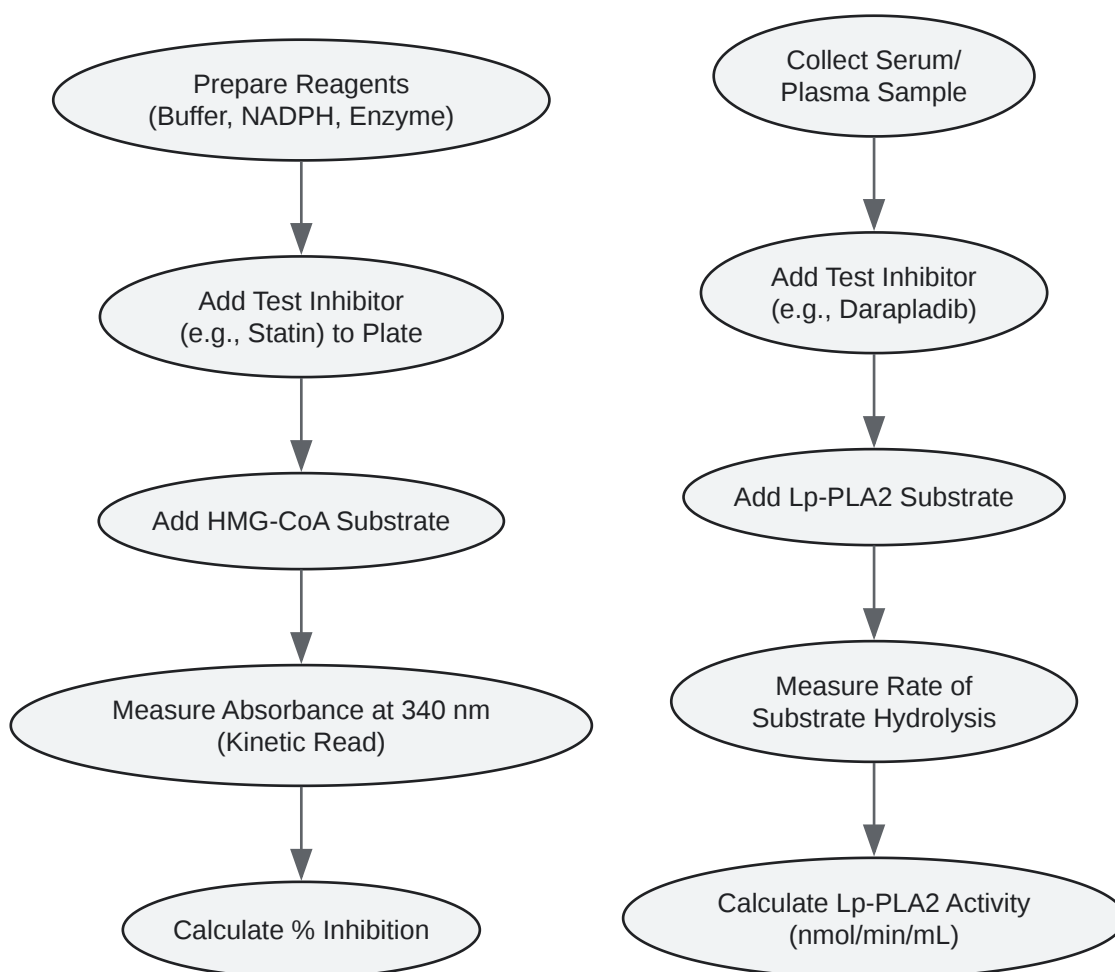 Prepare Reagents
(Buffer, NADPH, Enzyme)
Add Test Inhibitor
(e.g., Statin) to Plate
Add HMG-CoA Substrate
Measure Absorbance at 340 nm
(Kinetic Read)
Calculate % Inhibition
Collect Serum/
Plasma Sample
Add Test Inhibitor
(e.g., Darapladib)
Add Lp-PLA2 Substrate
Measure Rate of
Substrate Hydrolysis
Calculate Lp-PLA2 Activity
(nmol/min/mL)